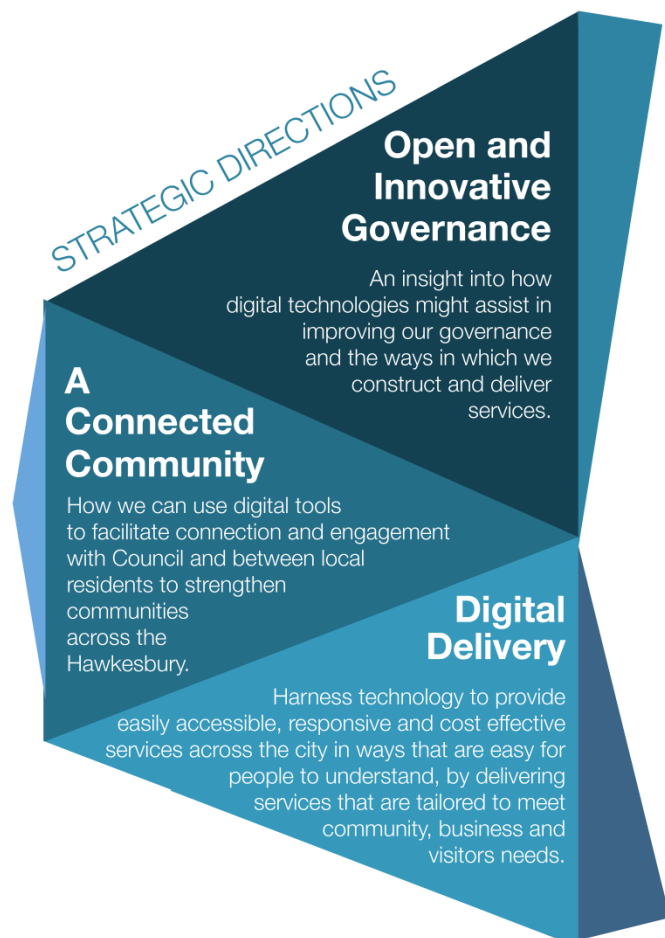 STRATEGIC DIRECTIONS
Open and
Innovative
Governance
An insight into how
digital technologies might assist in
improving our governance
and the ways in which we
construct and deliver
services.
A
Connected
Community
How we can use digital tools
to facilitate connection and engagement
with Council and between local
residents to strengthen
communities
across the
Hawkesbury.
Digital
Delivery
Harness technology to provide
easily accessible, responsive and cost effective
services across the city in ways that are easy for
people to understand, by delivering
services that are tailored to meet
community, business and
visitors needs.